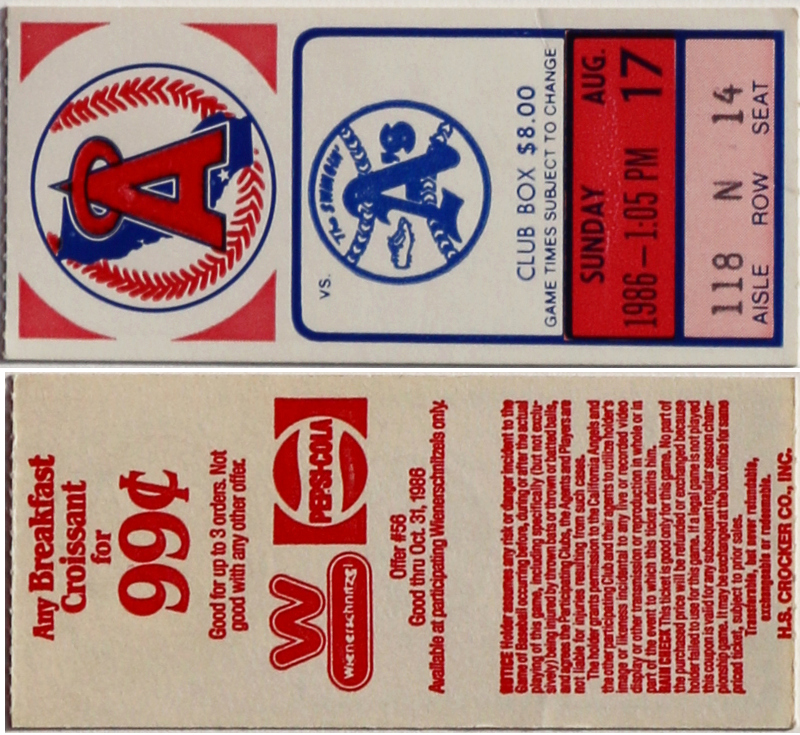 A
VS.
The SWINGIN'
A's
CLUB BOX $8.00
GAME TIMES SUBJECT TO CHANGE
SUNDAY AUG.
1986 – 1:05 PM 17
118 N 14
AISLE ROW SEAT
Any Breakfast
Croissant
for
99¢
Good for up to 3 orders. Not
good with any other offer.
W
Wienerschnitzel
PEPSI-COLA
Offer #56
Good thru Oct. 31, 1986
Available at participating Wienerschnitzels only.
NOTICE Holder assumes any risk or danger incident to the
Game of Baseball occurring before, during or after the actual
playing of this game, including specifically (but not exclu-
sively) being injured by thrown bats or thrown or batted balls,
and agrees the Participating Clubs, the Agents and Players are
not liable for injuries resulting from such cause.
The holder grants permission to the California Angels and
the other participating Club and their agents to utilize holder's
image or likeness incidental to any live or recorded video
display or other transmission or reproduction in whole or in
part of the event to which this ticket admits him.
RAIN CHECK This ticket is good only for this game. No part of
the purchased price will be refunded or exchanged because
holder failed to use for this game. If a legal game is not played
this coupon is valid for any subsequent regular season cham-
pionship game. It may be exchanged at the box office for same
priced ticket, subject to prior sales.
Transferable, but never returnable,
exchangeable or redeemable.
H.S. CROCKER CO., INC.